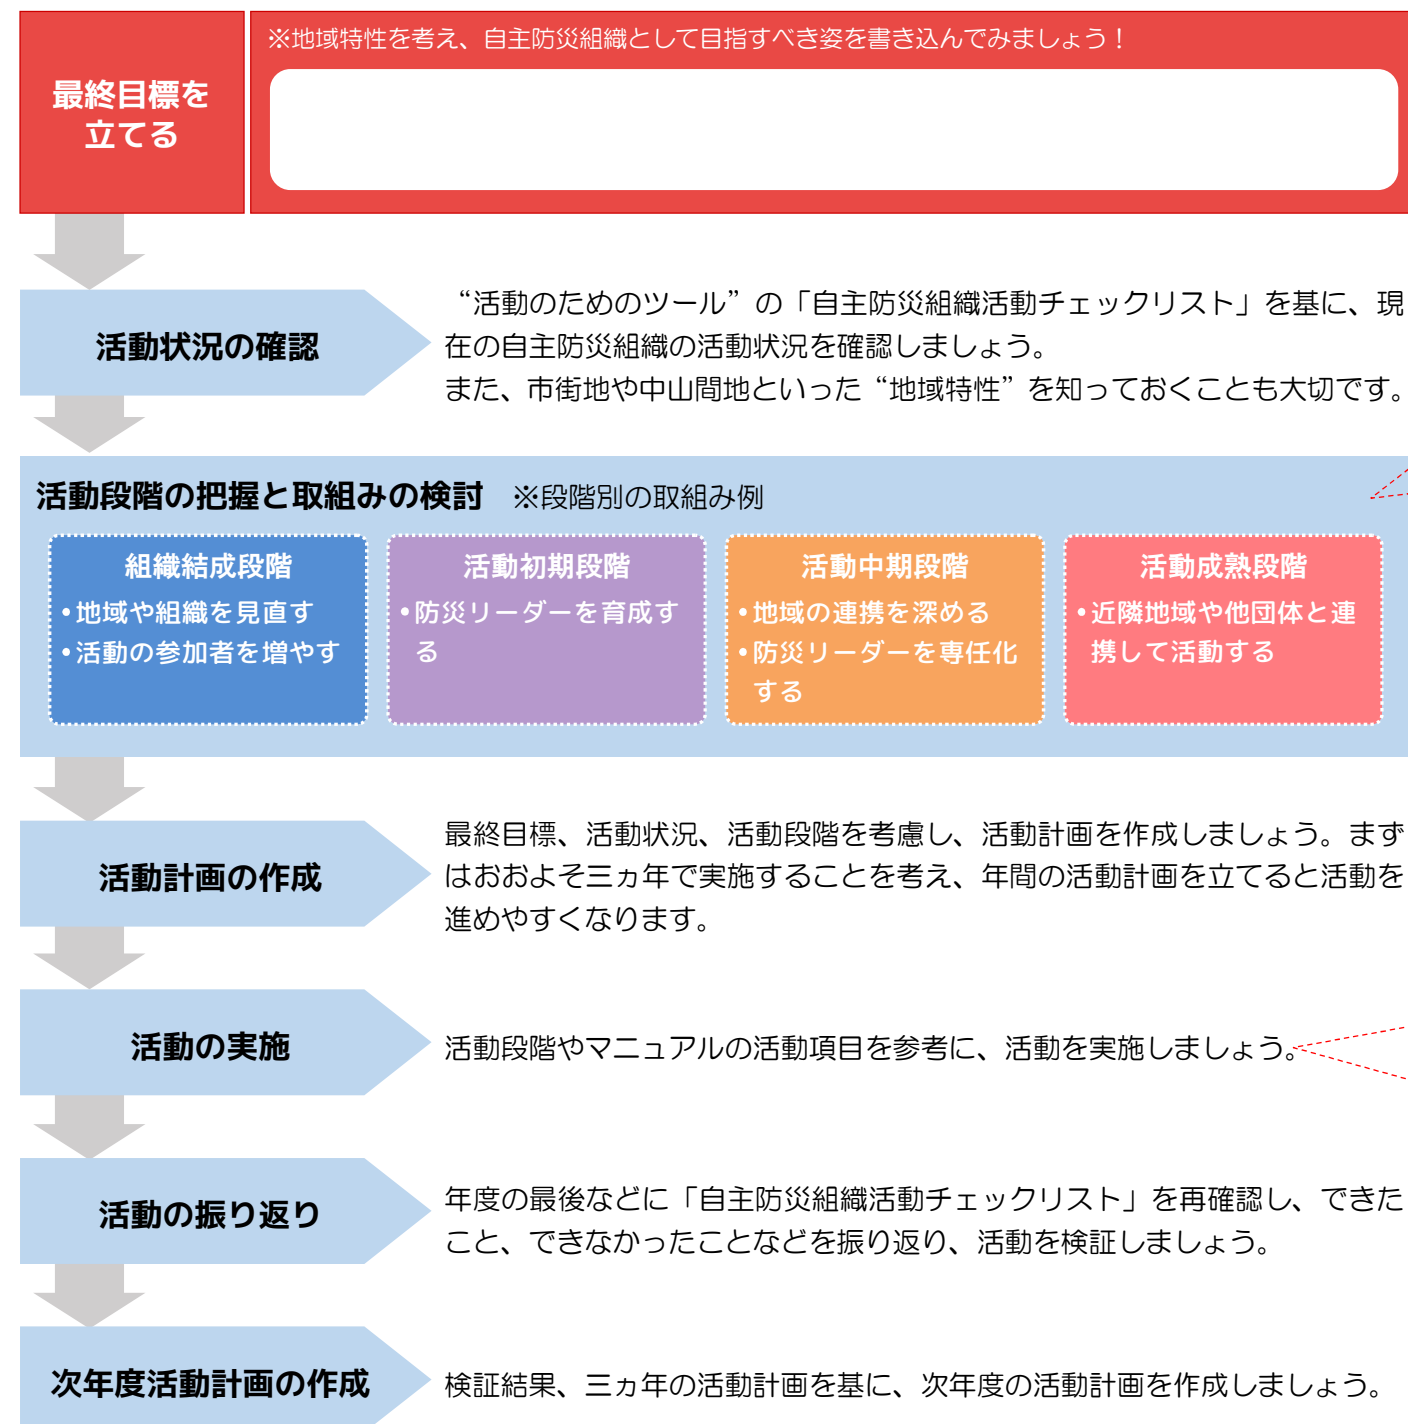 ※地域特性を考え、自主防災組織として目指すべき姿を書き込んでみましょう！
最終目標を
立てる
活動状況の確認
“活動のためのツール”の「自主防災組織活動チェックリスト」を基に、現
在の自主防災組織の活動状況を確認しましょう。
また、市街地や中山間地といった“地域特性”を知っておくことも大切です。
活動段階の把握と取組みの検討　※段階別の取組み例
組織結成段階
•地域や組織を見直す
•活動の参加者を増やす
活動初期段階
•防災リーダーを育成す
る
活動中期段階
•地域の連携を深める
•防災リーダーを専任化
する
活動成熟段階
•近隣地域や他団体と連
携して活動する
活動計画の作成
最終目標、活動状況、活動段階を考慮し、活動計画を作成しましょう。まず
はおおよそ三ヵ年で実施することを考え、年間の活動計画を立てると活動を
進めやすくなります。
活動の実施
活動段階やマニュアルの活動項目を参考に、活動を実施しましょう。
活動の振り返り
年度の最後などに「自主防災組織活動チェックリスト」を再確認し、できた
こと、できなかったことなどを振り返り、活動を検証しましょう。
次年度活動計画の作成
検証結果、三ヵ年の活動計画を基に、次年度の活動計画を作成しましょう。